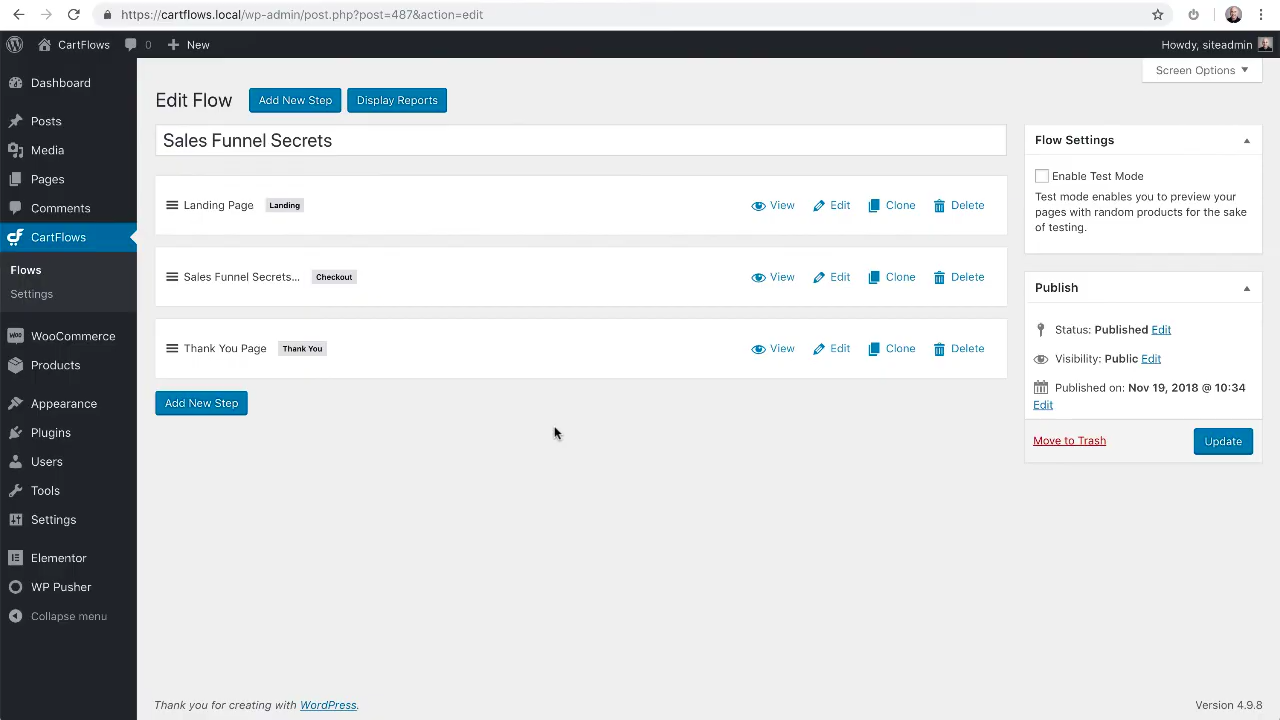 https://cartflows.local/wp-admin/post.php?post=487&action=edit
CartFlows
0
New
Howdy, siteadmin
Screen Options
Dashboard
Posts
Media
Pages
Comments
CartFlows
Flows
Settings
WooCommerce
Products
Appearance
Plugins
Users
Tools
Settings
Elementor
WP Pusher
Collapse menu
Edit Flow
Add New Step
Display Reports
Sales Funnel Secrets
Landing Page
Landing
View
Edit
Clone
Delete
Sales Funnel Secrets...
Checkout
View
Edit
Clone
Delete
Thank You Page
Thank You
View
Edit
Clone
Delete
Add New Step
Flow Settings
Enable Test Mode
Test mode enables you to preview your
pages with random products for the sake
of testing.
Publish
Status: Published Edit
Visibility: Public Edit
Published on: Nov 19, 2018 @ 10:34
Edit
Move to Trash
Update
Thank you for creating with WordPress.
Version 4.9.8